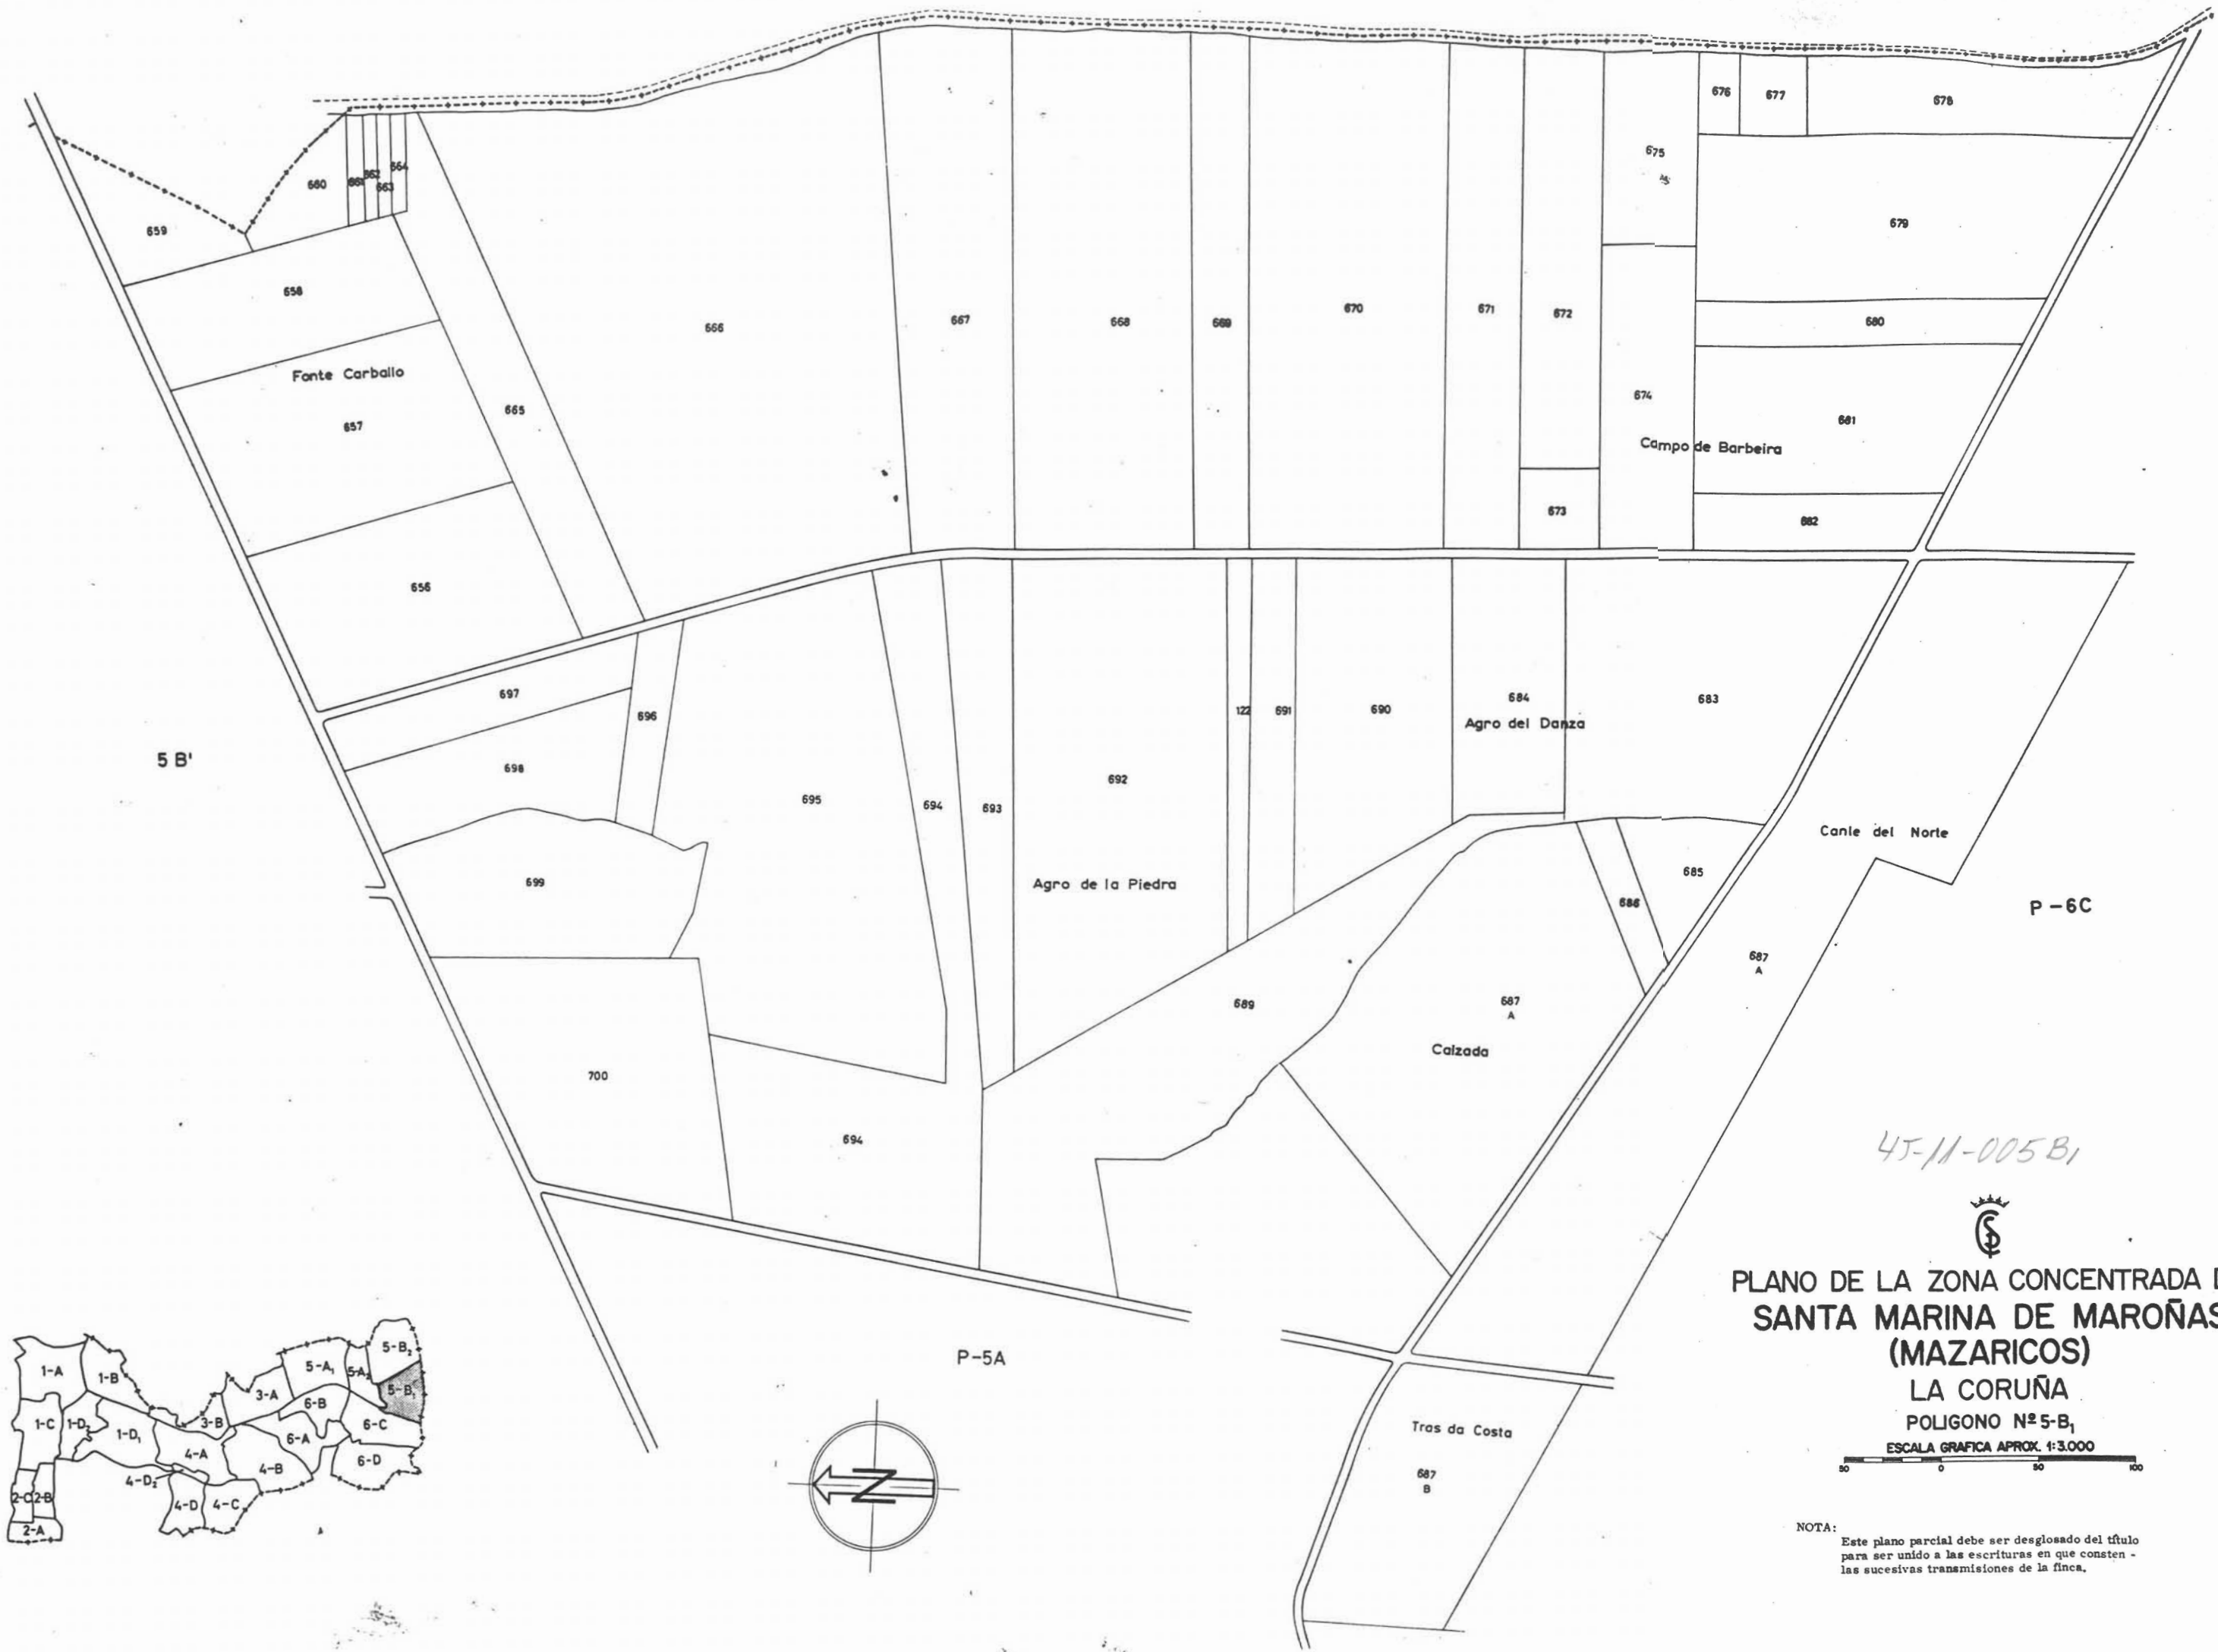 676
677
678
675
664
662
661
663
660
659
679
658
680
666
667
668
669
670
671
672
Fonte Carballo
665
674
681
657
Campo de Barbeira
673
682
656
697
696
122
691
690
684
683
Agro del Danza
5 B'
698
692
695
694
693
Canle del Norte
699
Agro de la Piedra
685
686
P-6C
687
A
689
687
A
Calzada
700
694
45-11-005B1
PLANO DE LA ZONA CONCENTRADA D
SANTA MARINA DE MAROÑAS
(MAZARICOS)
LA CORUÑA
POLIGONO Nº 5-B1
ESCALA GRAFICA APROX. 1:3.000
50 0 50 100
P-5A
Tras da Costa
687
B
N
NOTA:
Este plano parcial debe ser desglosado del título
para ser unido a las escrituras en que consten -
las sucesivas transmisiones de la finca.
5-B2
1-A
1-B
5-A1
5-A2
5-B1
3-A
6-B
1-C
1-D2
1-D1
3-B
6-C
4-A
6-A
4-B
6-D
4-D2
2-C
2-B
4-D
4-C
2-A